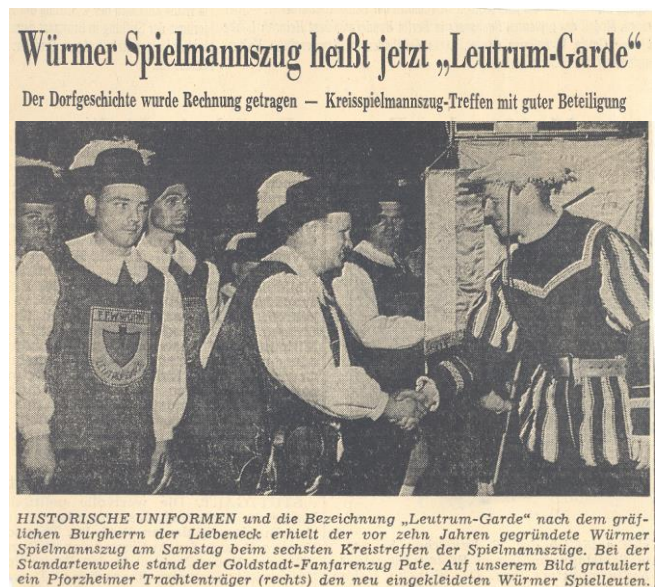 Würmer Spielmannszug heißt jetzt „Leutrum-Garde“
Der Dorfgeschichte wurde Rechnung getragen — Kreisspielmannszug-Treffen mit guter Beteiligung
F.F.W. WÜRM
HISTORISCHE UNIFORMEN und die Bezeichnung „Leutrum-Garde“ nach dem gräf-
lichen Burgherrn der Liebeneck erhielt der vor zehn Jahren gegründete Würmer
Spielmannszug am Samstag beim sechsten Kreistreffen der Spielmannszüge. Bei der
Standartenweihe stand der Goldstadt-Fanfarenzug Pate. Auf unserem Bild gratuliert
ein Pforzheimer Trachtenträger (rechts) den neu eingekleideten Würmer Spielleuten.